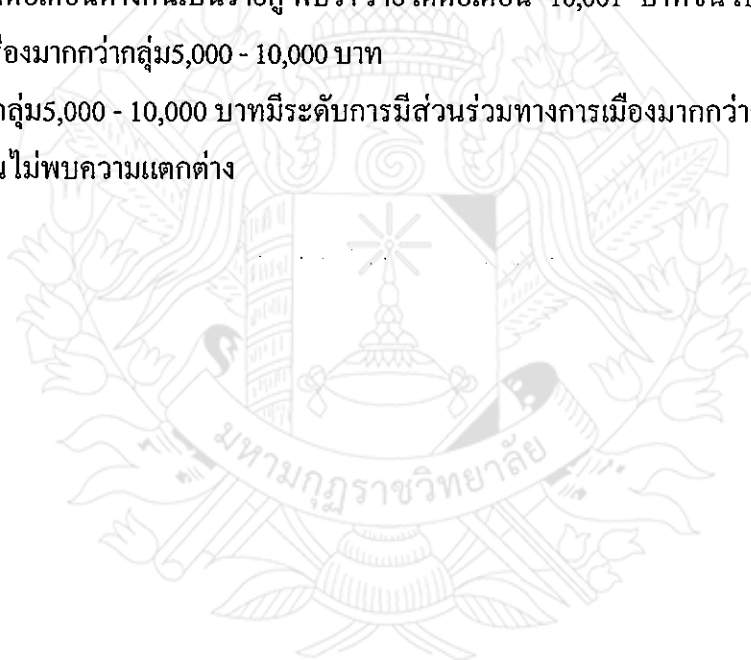 ต่อเดือนต่างกันเป็นรายคู่ พบว่า รายได้ต่อเดือน 10,001 บาทขึ้น
มืองมากกว่ากลุ่ม5,000 - 10,000 บาท
กลุ่ม5,000 - 10,000 บาทมีระดับการมีส่วนร่วมทางการเมืองมากกว่า
ไม่พบความแตกต่าง
มหามกุฏราชวิทยาลัย